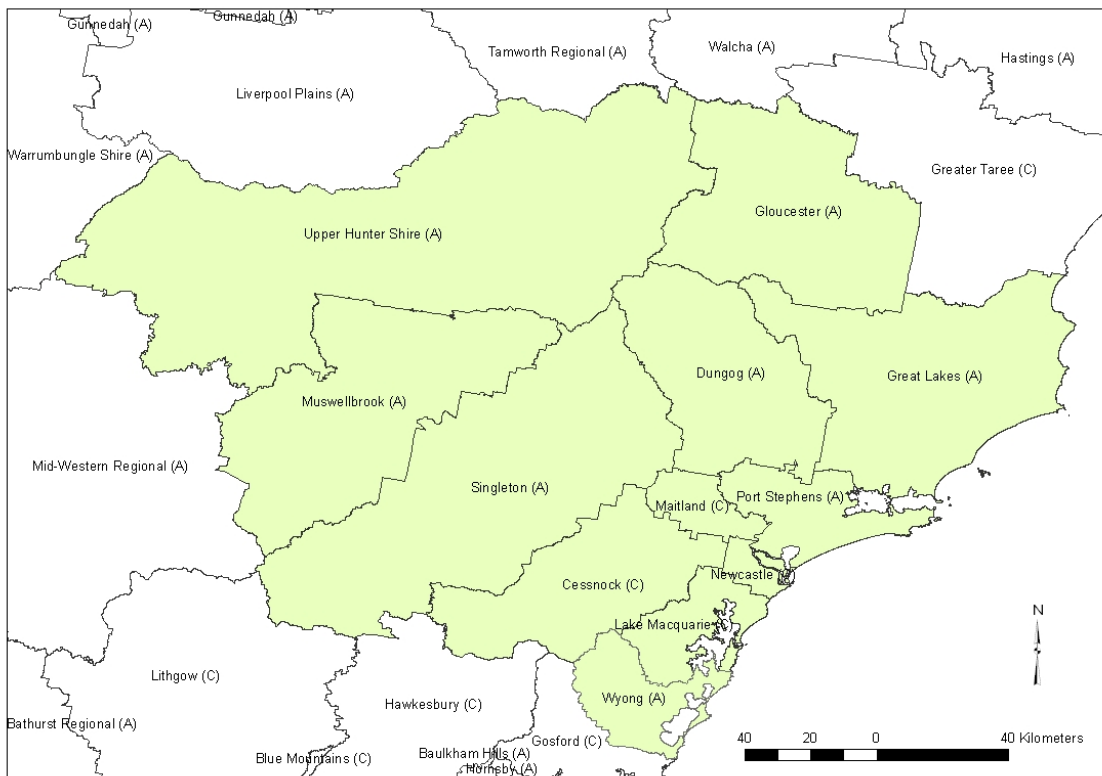 Gunnedah (A)
Gunnedah (A)
Tamworth Regional (A)
Walcha (A)
Hastings (A)
Liverpool Plains (A)
Warrumbungle Shire (A)
Greater Taree (C)
Gloucester (A)
Upper Hunter Shire (A)
Dungog (A)
Great Lakes (A)
Muswellbrook (A)
Mid-Western Regional (A)
Singleton (A)
Port Stephens (A)
Maitland (C)
Newcastle
Cessnock (C)
Lake Macquarie (C)
N
Lithgow (C)
Wyong (A)
Hawkesbury (C)
Bathurst Regional (A)
Gosford (C)
40 20 0 40 Kilometers
Baulkham Hills (A)
Blue Mountains (C)
Hornsby (A)